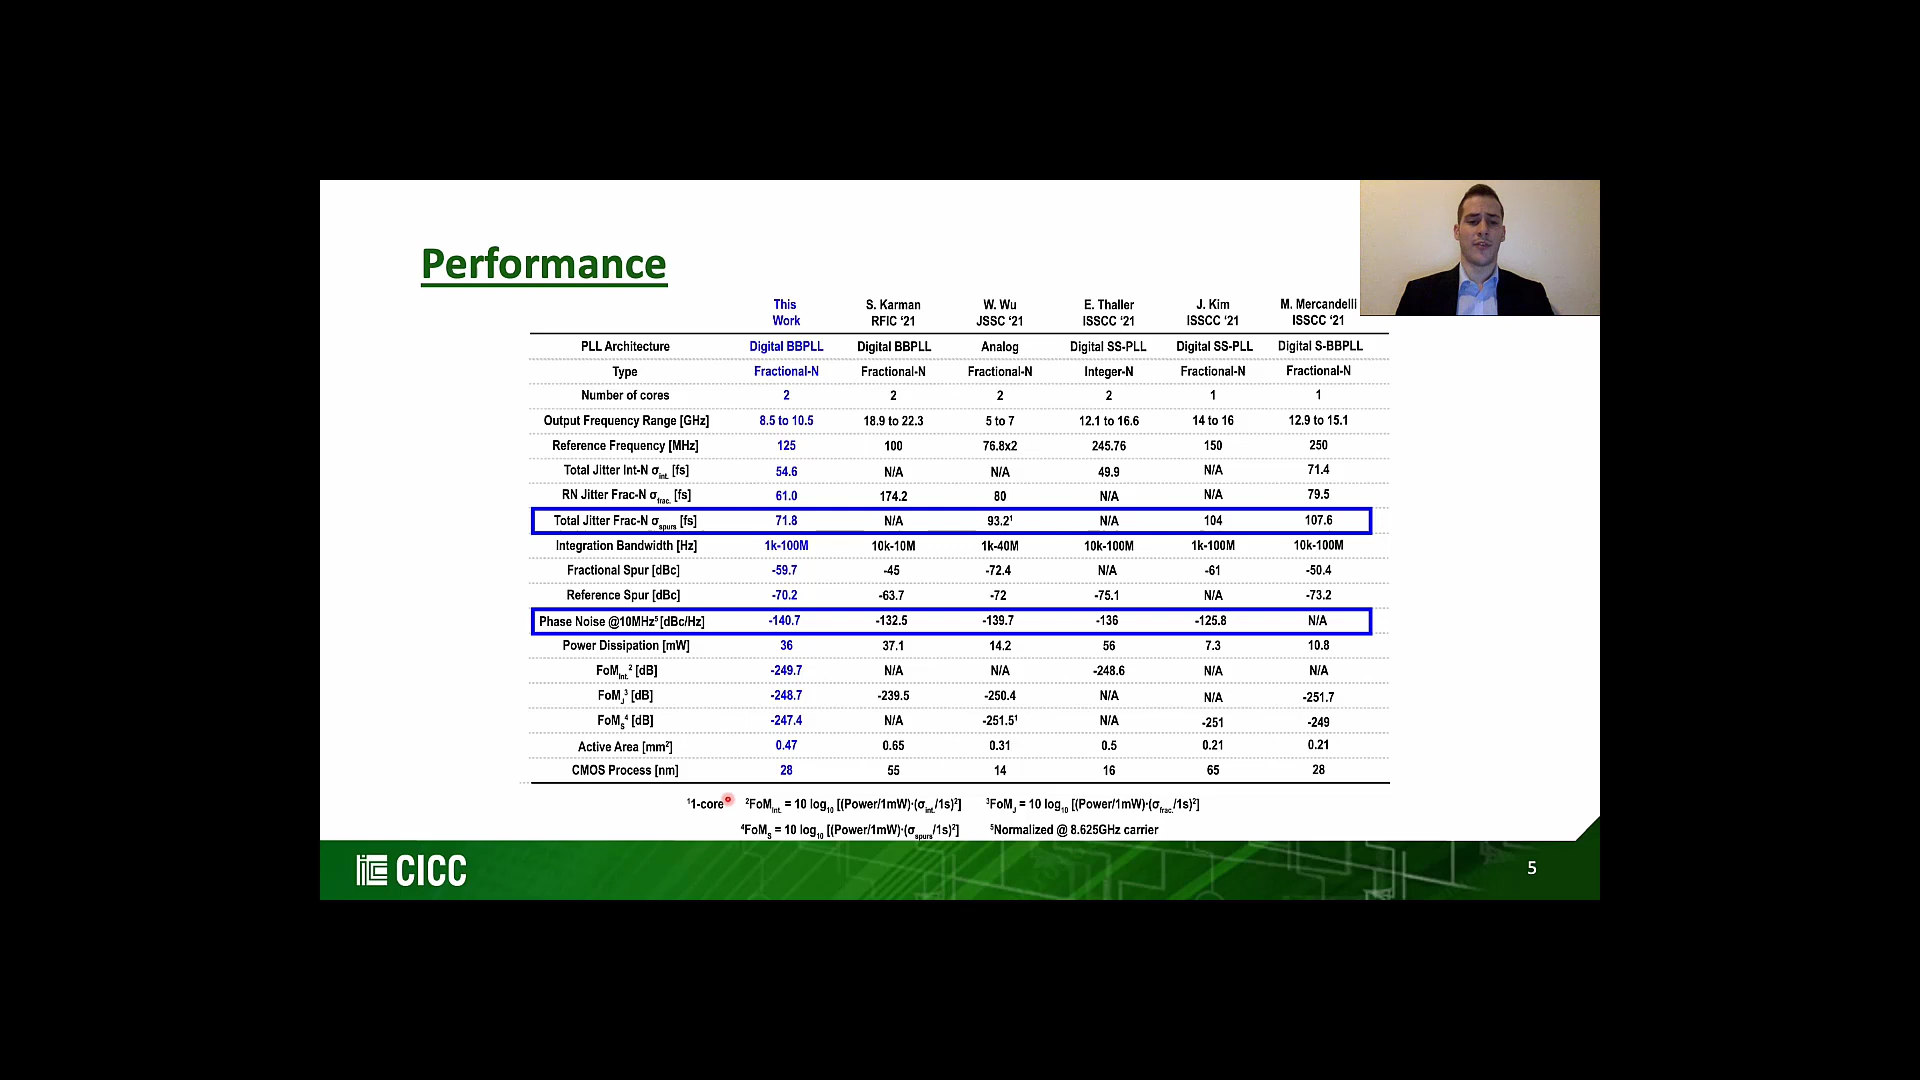 Performance
This Work S. Karman RFIC ‘21 W. Wu JSSC ‘21 E. Thaller ISSCC ‘21 J. Kim ISSCC ‘21 M. Mercandelli ISSCC ‘21
PLL Architecture Digital BBPLL Digital BBPLL Analog Digital SS-PLL Digital SS-PLL Digital S-BBPLL
Type Fractional-N Fractional-N Fractional-N Integer-N Fractional-N Fractional-N
Number of cores 2 2 2 2 1 1
Output Frequency Range [GHz] 8.5 to 10.5 18.9 to 22.3 5 to 7 12.1 to 16.6 14 to 16 12.9 to 15.1
Reference Frequency [MHz] 125 100 76.8x2 245.76 150 250
Total Jitter Int-N σint. [fs] 54.6 N/A N/A 49.9 N/A 71.4
RN Jitter Frac-N σfrac. [fs] 61.0 174.2 80 N/A N/A 79.5
Total Jitter Frac-N σspurs [fs] 71.8 N/A 93.2¹ N/A 104 107.6
Integration Bandwidth [Hz] 1k-100M 10k-10M 1k-40M 10k-100M 1k-100M 10k-100M
Fractional Spur [dBc] -59.7 -45 -72.4 N/A -61 -50.4
Reference Spur [dBc] -70.2 -63.7 -72 -75.1 N/A -73.2
Phase Noise @10MHz⁵ [dBc/Hz] -140.7 -132.5 -139.7 -136 -125.8 N/A
Power Dissipation [mW] 36 37.1 14.2 56 7.3 10.8
FoMInt.² [dB] -249.7 N/A N/A -248.6 N/A N/A
FoMJ³ [dB] -248.7 -239.5 -250.4 N/A N/A -251.7
FoMS⁴ [dB] -247.4 N/A -251.5¹ N/A -251 -249
Active Area [mm²] 0.47 0.65 0.31 0.5 0.21 0.21
CMOS Process [nm] 28 55 14 16 65 28
¹1-core ²FoMInt. = 10 log₁₀ [(Power/1mW)·(σint./1s)²] ³FoMJ = 10 log₁₀ [(Power/1mW)·(σfrac./1s)²]
⁴FoMS = 10 log₁₀ [(Power/1mW)·(σspurs/1s)²] ⁵Normalized @ 8.625GHz carrier
CICC
5